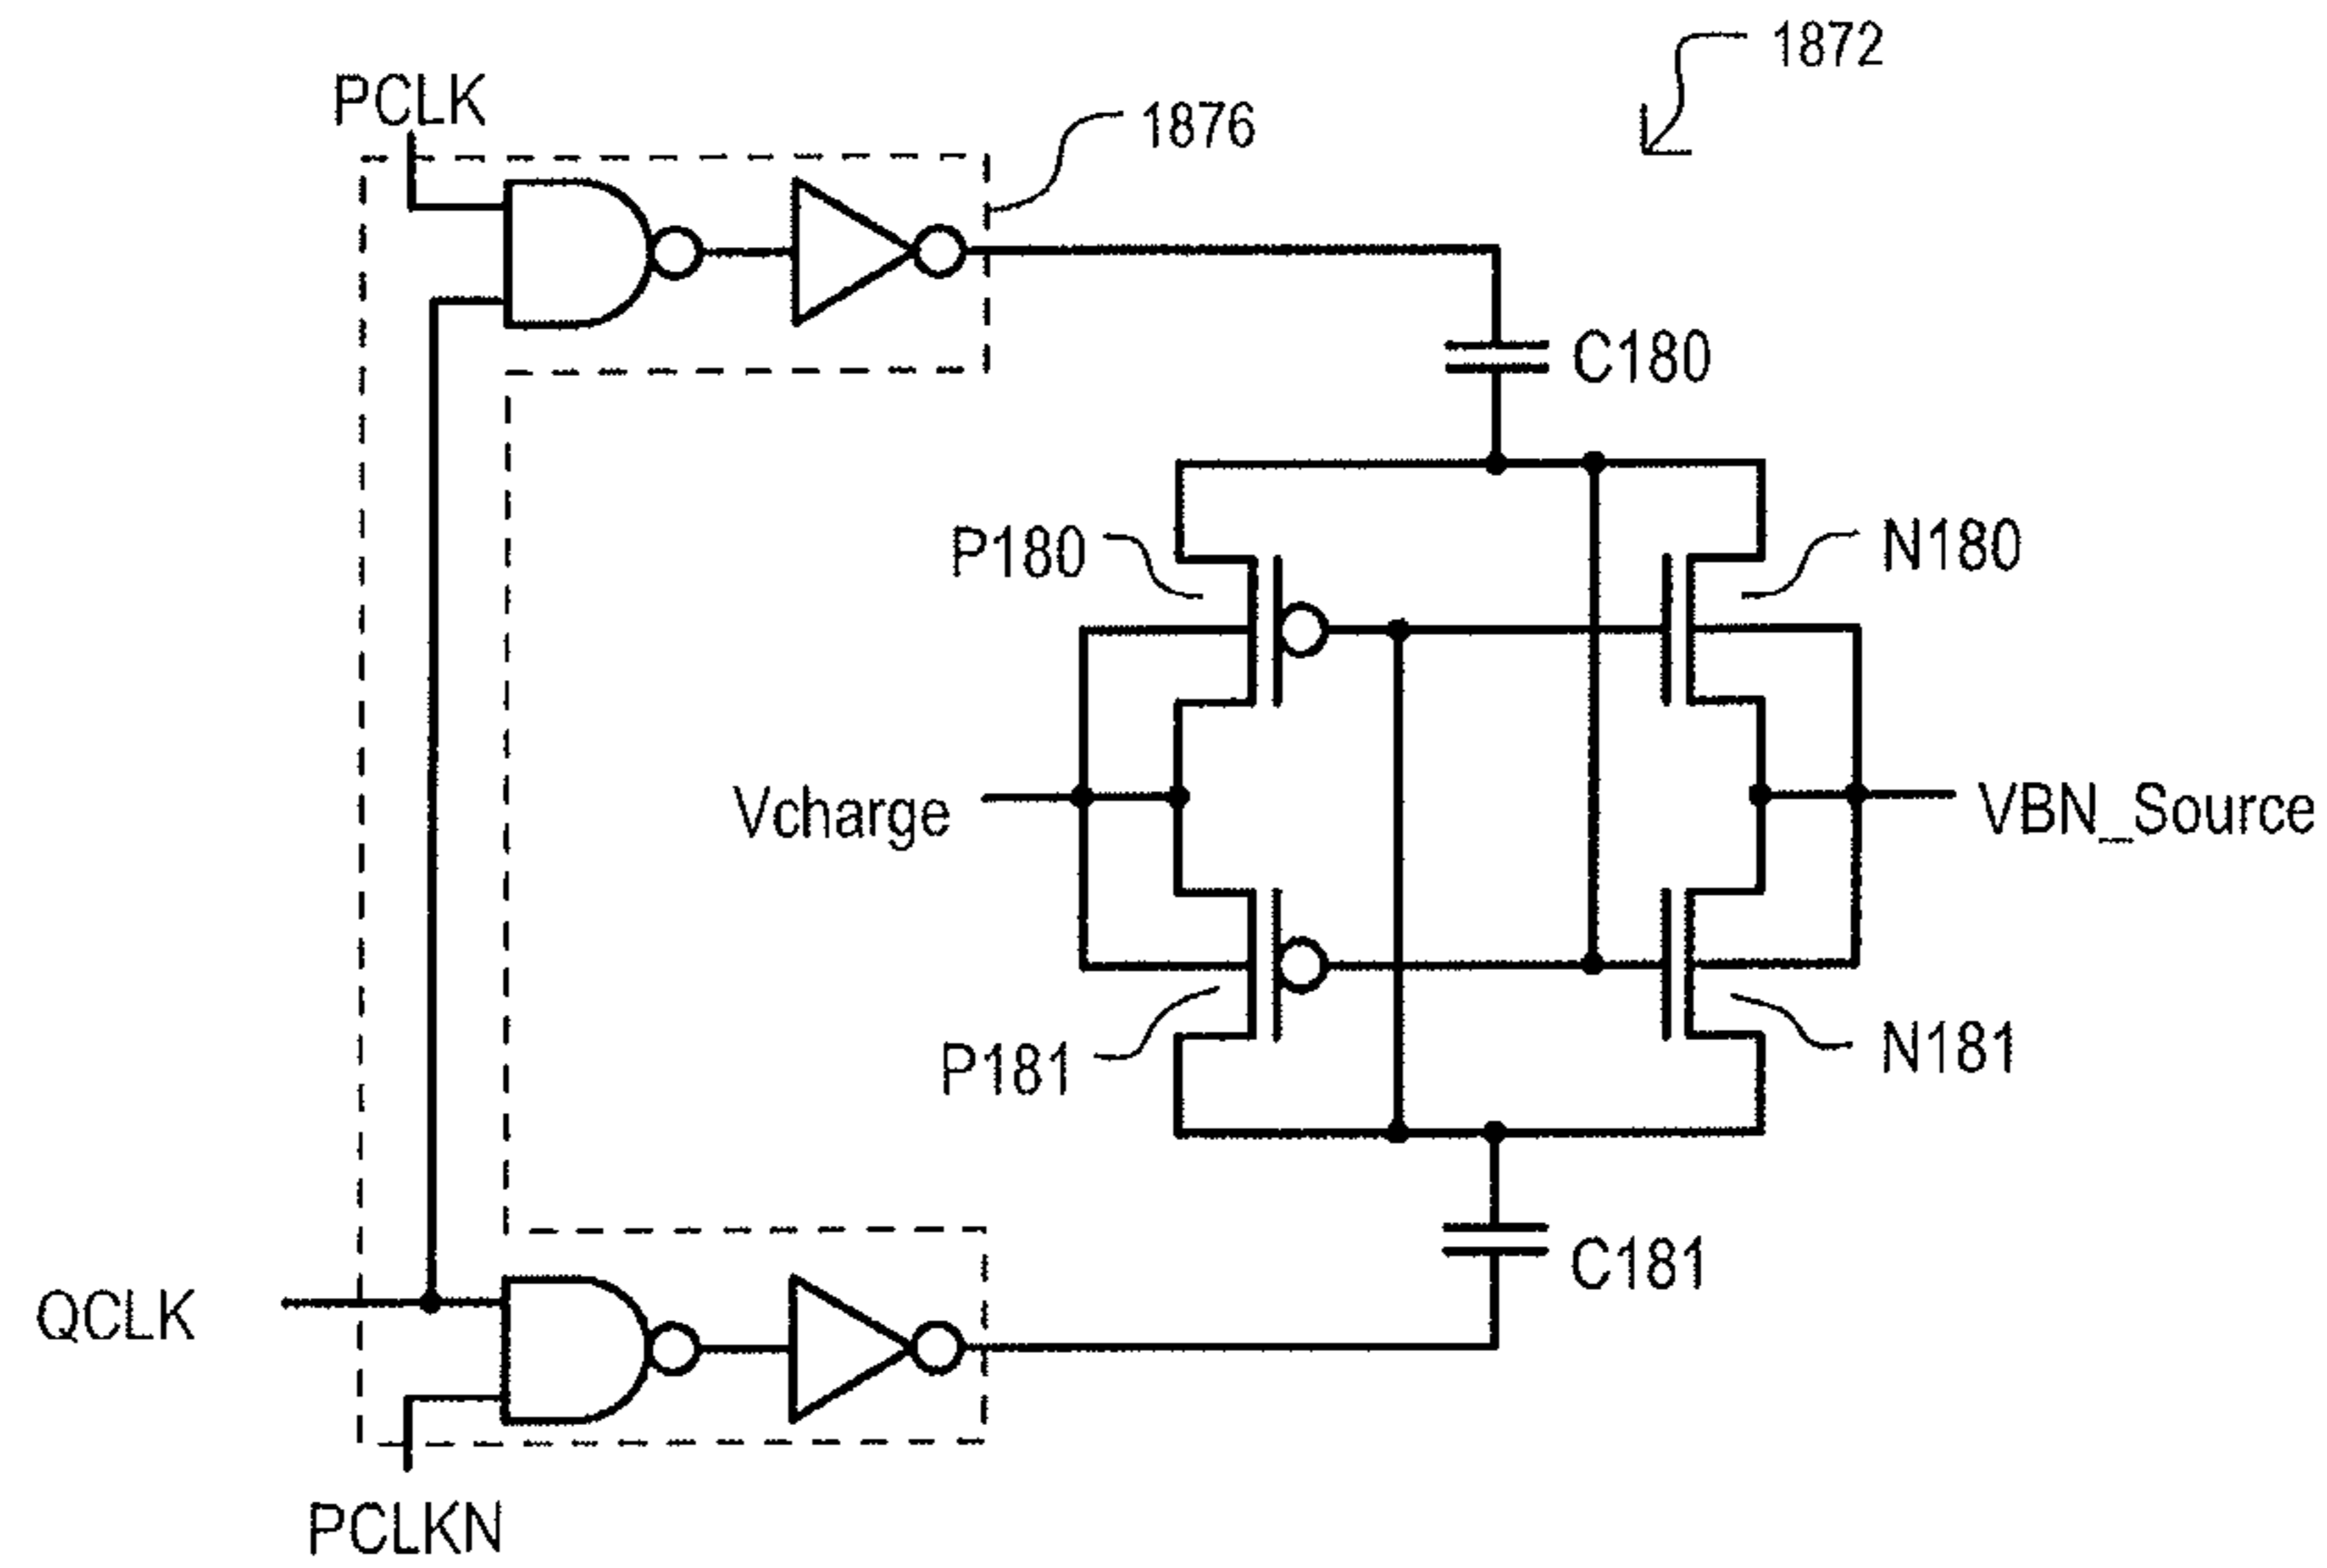 1872
PCLK
1876
C180
P180
N180
Vcharge
VBN_Source
P181
N181
C181
QCLK
PCLKN